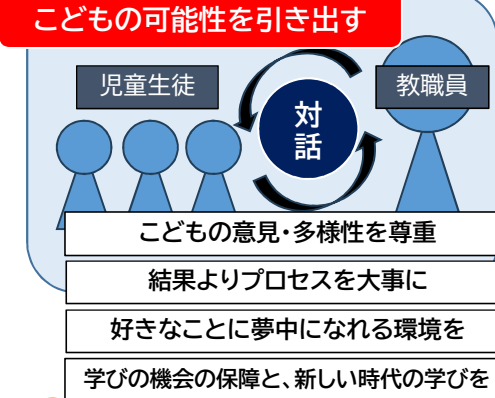 こどもの可能性を引き出す
児童生徒
教職員
対
話
こどもの意見・多様性を尊重
結果よりプロセスを大事に
好きなことに夢中になれる環境を
学びの機会の保障と、新しい時代の学びを